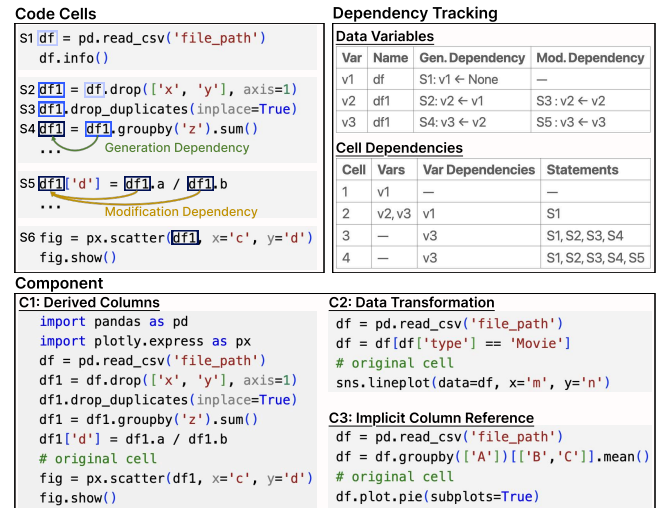 Code Cells
S1 df = pd.read_csv('file_path')
df.info()
S2 df1 = df.drop(['x', 'y'], axis=1)
S3 df1.drop_duplicates(inplace=True)
S4 df1 = df1.groupby('z').sum()
...
Generation Dependency
S5 df1['d'] = df1.a / df1.b
...
Modification Dependency
S6 fig = px.scatter(df1, x='c', y='d')
fig.show()
Dependency Tracking
Data Variables
Var Name Gen. Dependency Mod. Dependency
v1 df S1: v1 ← None —
v2 df1 S2: v2 ← v1 S3 : v2 ← v2
v3 df1 S4: v3 ← v2 S5 : v3 ← v3
Cell Dependencies
Cell Vars Var Dependencies Statements
1 v1 — —
2 v2, v3 v1 S1
3 — v3 S1, S2, S3, S4
4 — v3 S1, S2, S3, S4, S5
Component
C1: Derived Columns
import pandas as pd
import plotly.express as px
df = pd.read_csv('file_path')
df1 = df.drop(['x', 'y'], axis=1)
df1.drop_duplicates(inplace=True)
df1 = df1.groupby('z').sum()
df1['d'] = df1.a / df1.b
# original cell
fig = px.scatter(df1, x='c', y='d')
fig.show()
C2: Data Transformation
df = pd.read_csv('file_path')
df = df[df['type'] == 'Movie']
# original cell
sns.lineplot(data=df, x='m', y='n')
C3: Implicit Column Reference
df = pd.read_csv('file_path')
df = df.groupby(['A'])[['B','C']].mean()
# original cell
df.plot.pie(subplots=True)